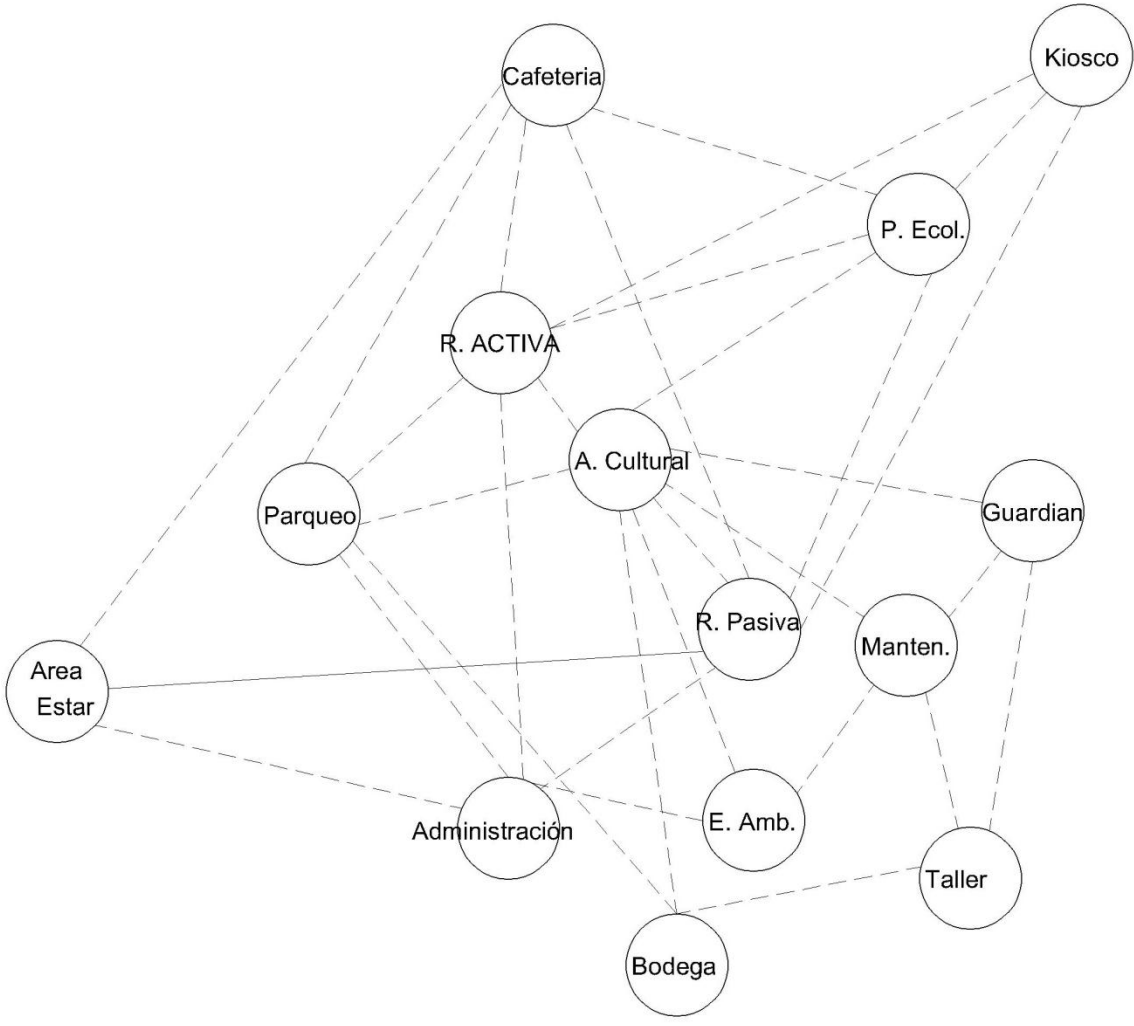 Kiosco
Cafeteria
P. Ecol.
R. ACTIVA
A. Cultural
Parqueo
Guardian
R. Pasiva
Manten.
Area
Estar
Administración
E. Amb.
Taller
Bodega